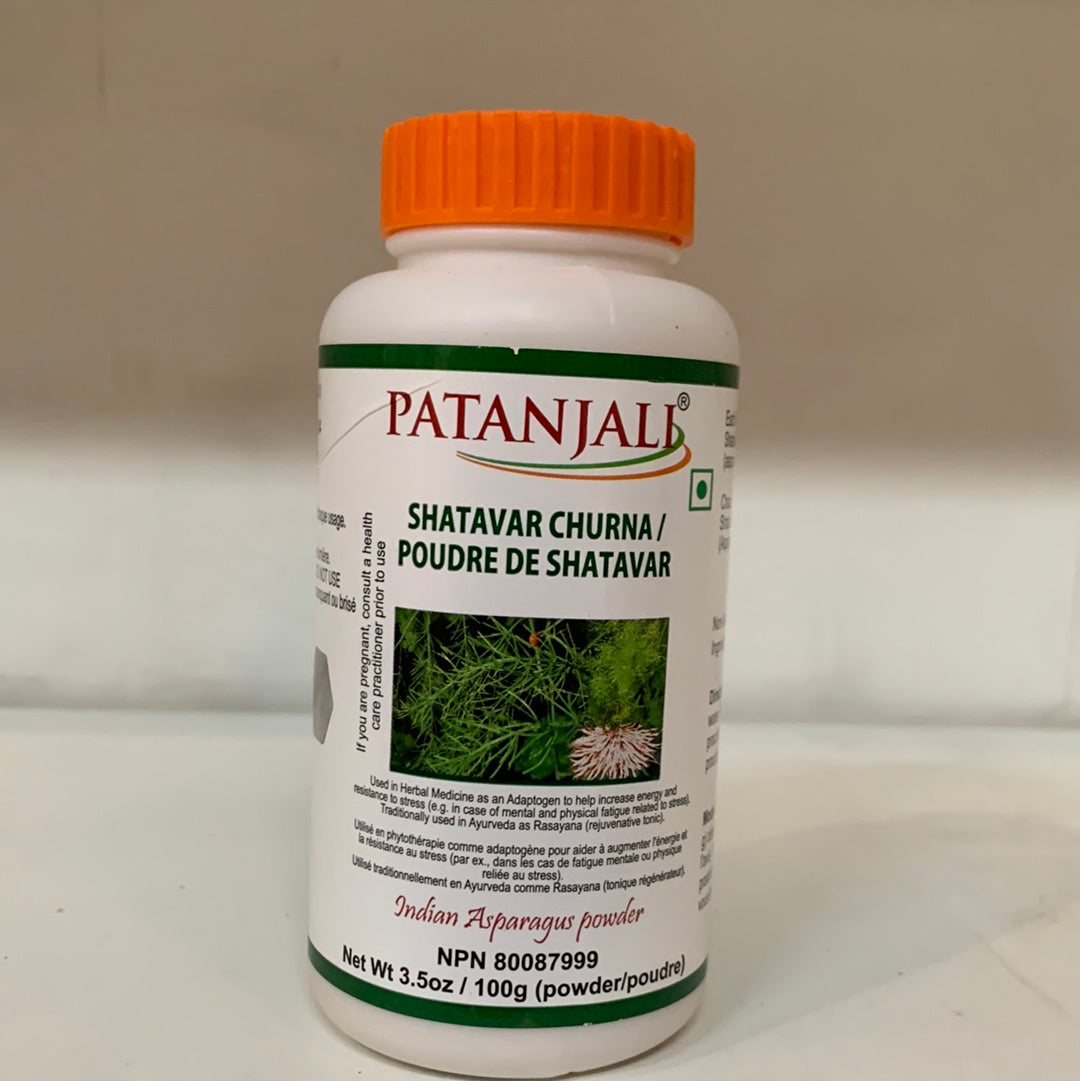 PATANJALI®
SHATAVAR CHURNA /
POUDRE DE SHATAVAR
If you are pregnant, consult a health
care practitioner prior to use
Used in Herbal Medicine as an Adaptogen to help increase energy and
resistance to stress (e.g. in case of mental and physical fatigue related to stress).
Traditionally used in Ayurveda as Rasayana (rejuvenative tonic).
Utilisé en phytothérapie comme adaptogène pour aider à augmenter l'énergie et
la résistance au stress (par ex., dans les cas de fatigue mentale ou physique
reliée au stress).
Utilisé traditionnellement en Ayurveda comme Rasayana (tonique régénérateur).
Indian Asparagus powder
NPN 80087999
Net Wt 3.5oz / 100g (powder/poudre)
usage.
NOT USE
ou brisé